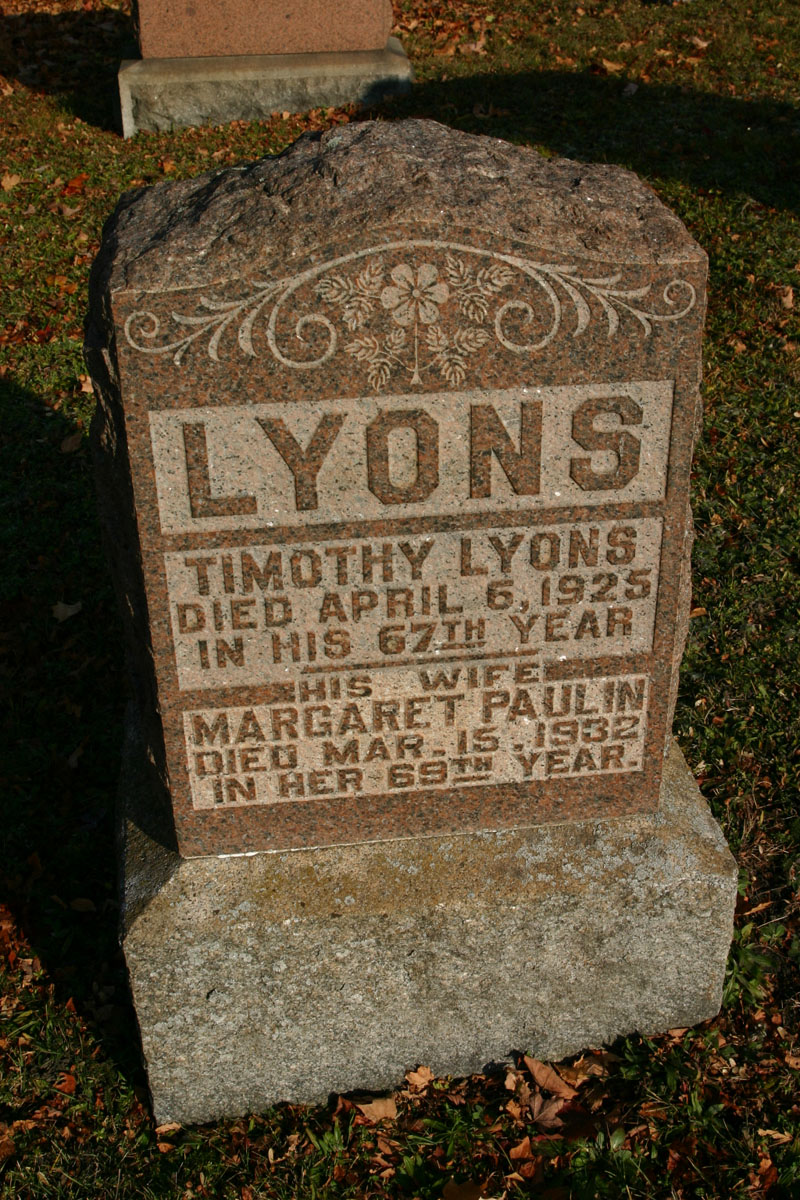 LYONS
TIMOTHY LYONS
DIED APRIL 6, 1925
IN HIS 67TH YEAR
HIS WIFE
MARGARET PAULIN
DIED MAR. 15, 1932
IN HER 69TH YEAR.